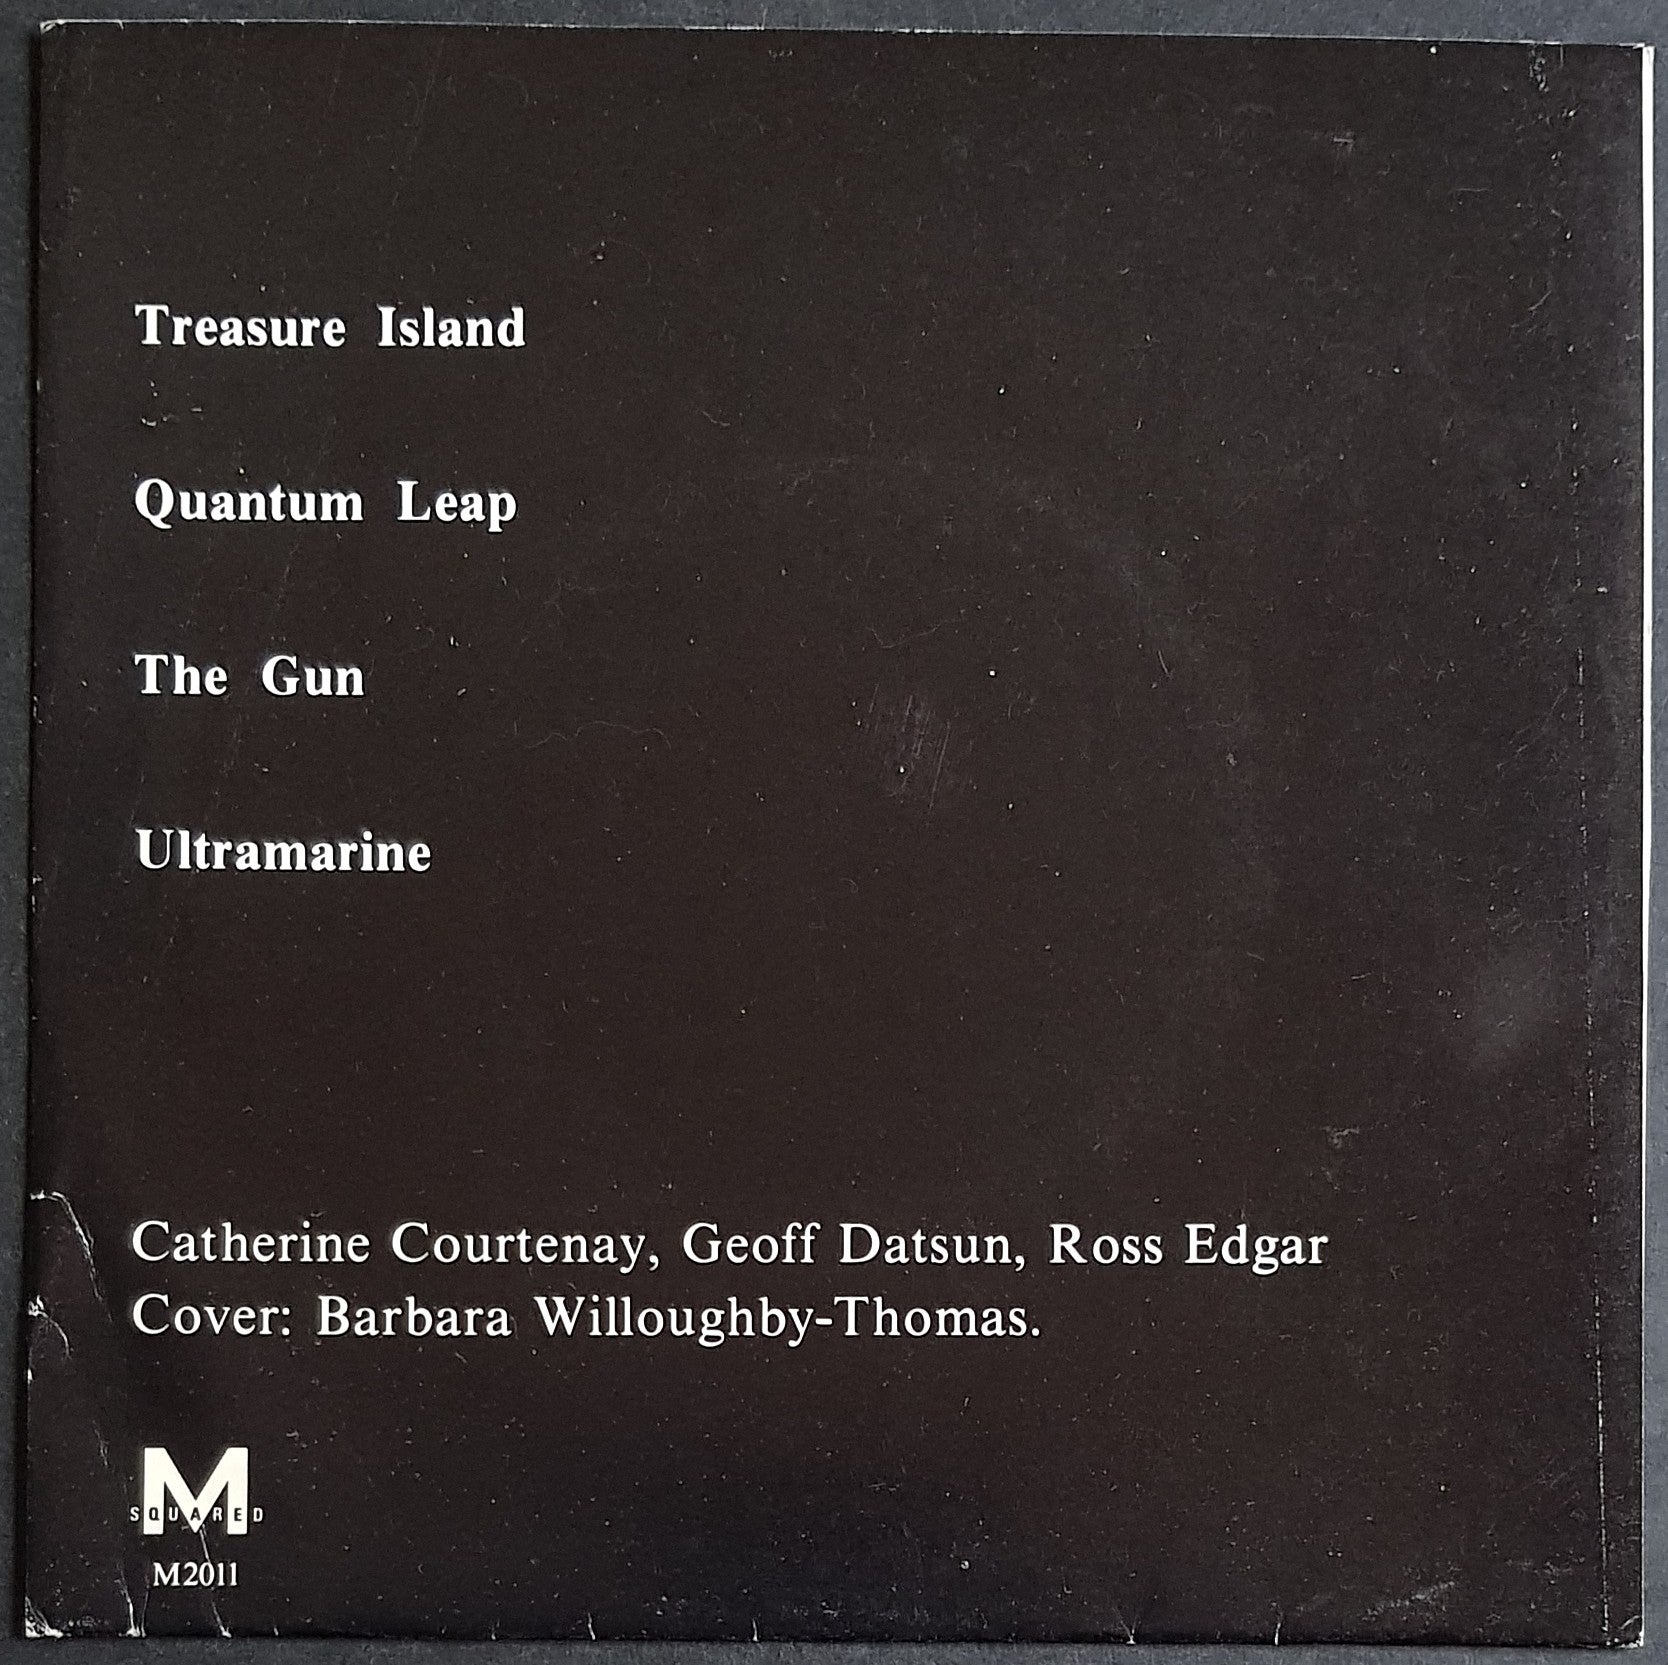 Treasure Island
Quantum Leap
The Gun
Ultramarine
Catherine Courtenay, Geoff Datsun, Ross Edgar
Cover: Barbara Willoughby-Thomas.
M
SQUARED
M2011